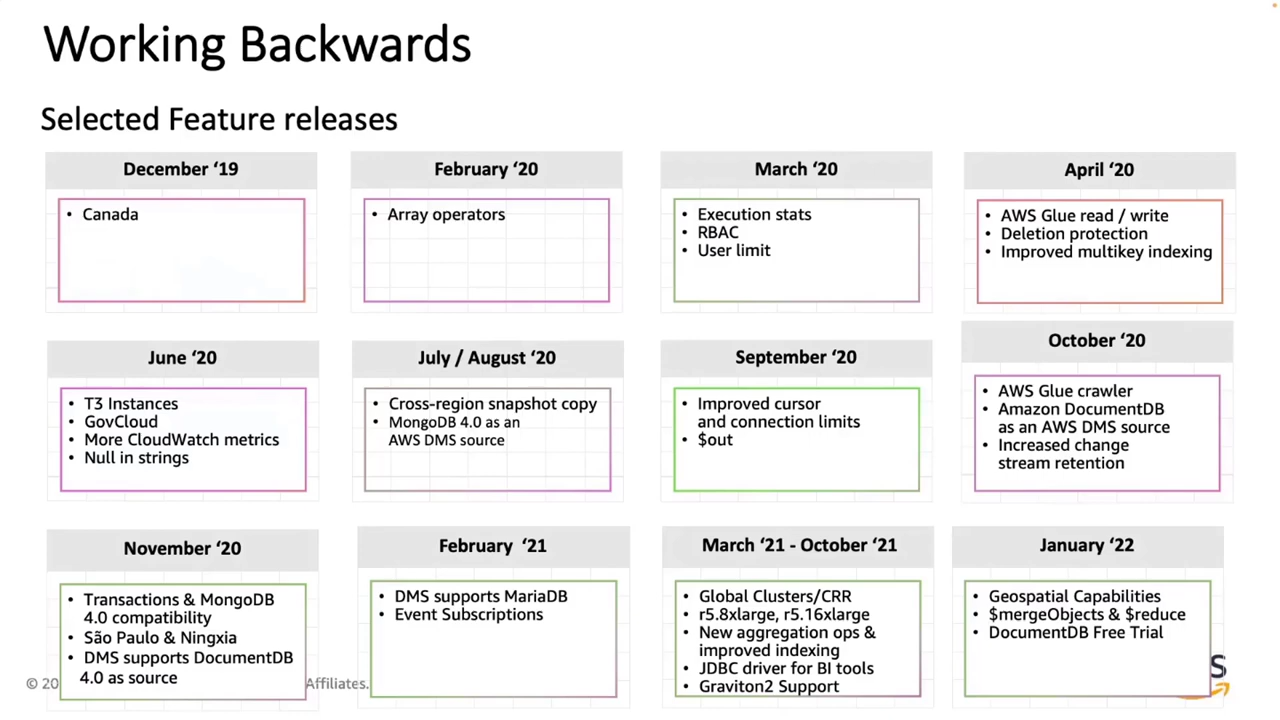 Working Backwards
Selected Feature releases
December ‘19
• Canada
February ‘20
• Array operators
March ‘20
• Execution stats
• RBAC
• User limit
April ‘20
• AWS Glue read / write
• Deletion protection
• Improved multikey indexing
June ‘20
• T3 Instances
• GovCloud
• More CloudWatch metrics
• Null in strings
July / August ‘20
• Cross-region snapshot copy
• MongoDB 4.0 as an
AWS DMS source
September ‘20
• Improved cursor
and connection limits
• $out
October ‘20
• AWS Glue crawler
• Amazon DocumentDB
as an AWS DMS source
• Increased change
stream retention
November ‘20
• Transactions & MongoDB
4.0 compatibility
• São Paulo & Ningxia
• DMS supports DocumentDB
4.0 as source
February ‘21
• DMS supports MariaDB
• Event Subscriptions
March ‘21 - October ‘21
• Global Clusters/CRR
• r5.8xlarge, r5.16xlarge
• New aggregation ops &
improved indexing
• JDBC driver for BI tools
• Graviton2 Support
January ‘22
• Geospatial Capabilities
• $mergeObjects & $reduce
• DocumentDB Free Trial
© Affiliates.